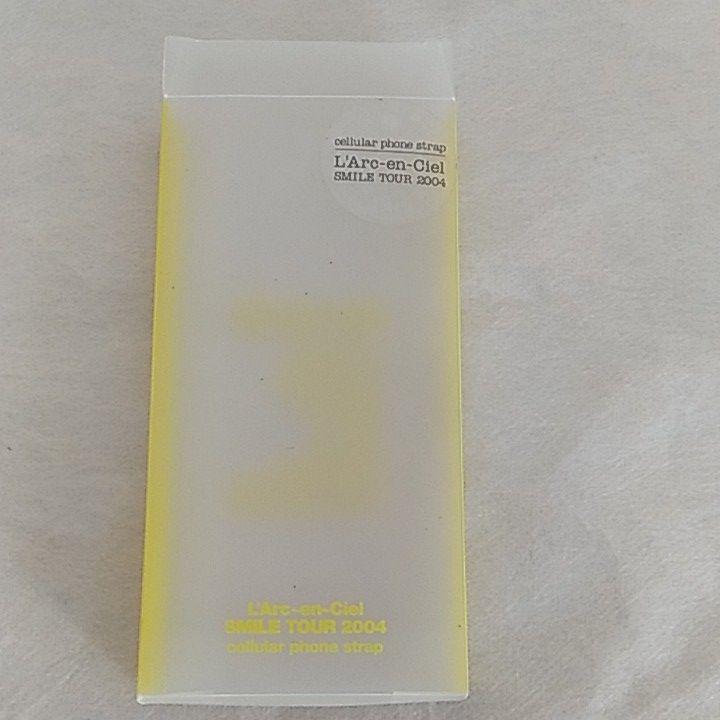 cellular phone strap
L'Arc~en~Ciel
SMILE TOUR 2004
L'Arc~en~Ciel
SMILE TOUR 2004
cellular phone strap